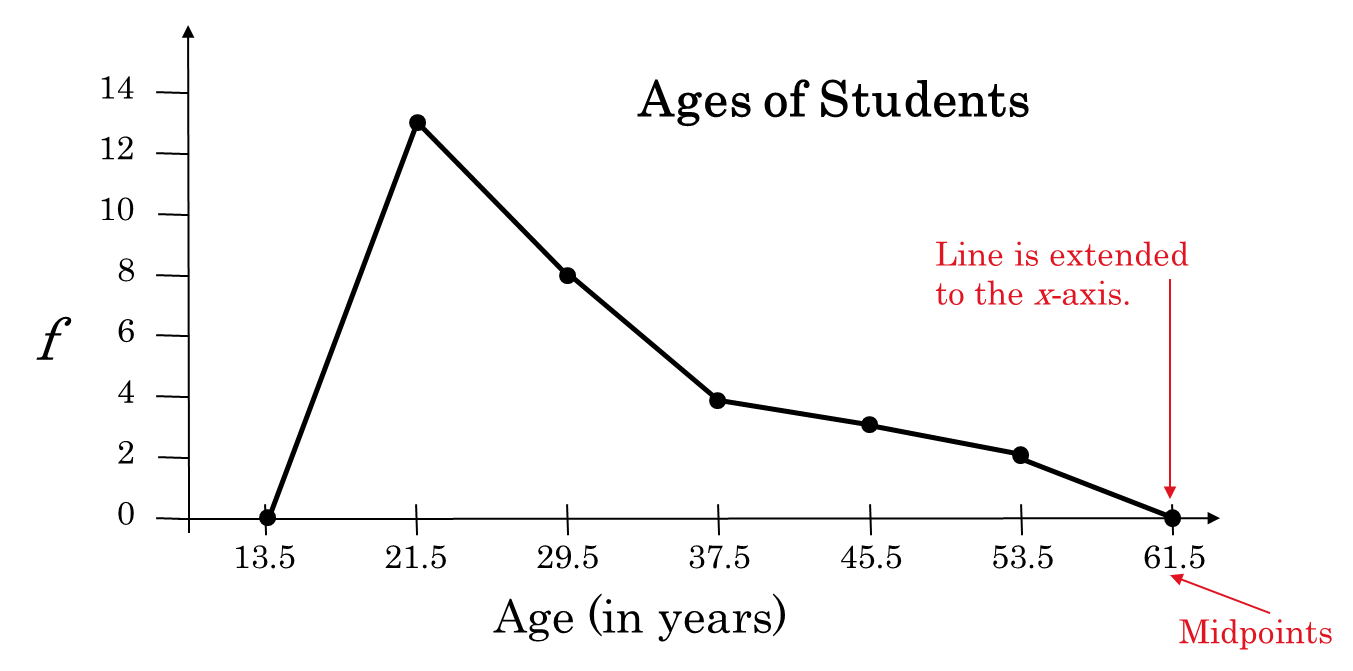 Ages of Students
14
12
10
8
6
4
2
0
f
Line is extended
to the x-axis.
13.5 21.5 29.5 37.5 45.5 53.5 61.5
Age (in years)
Midpoints